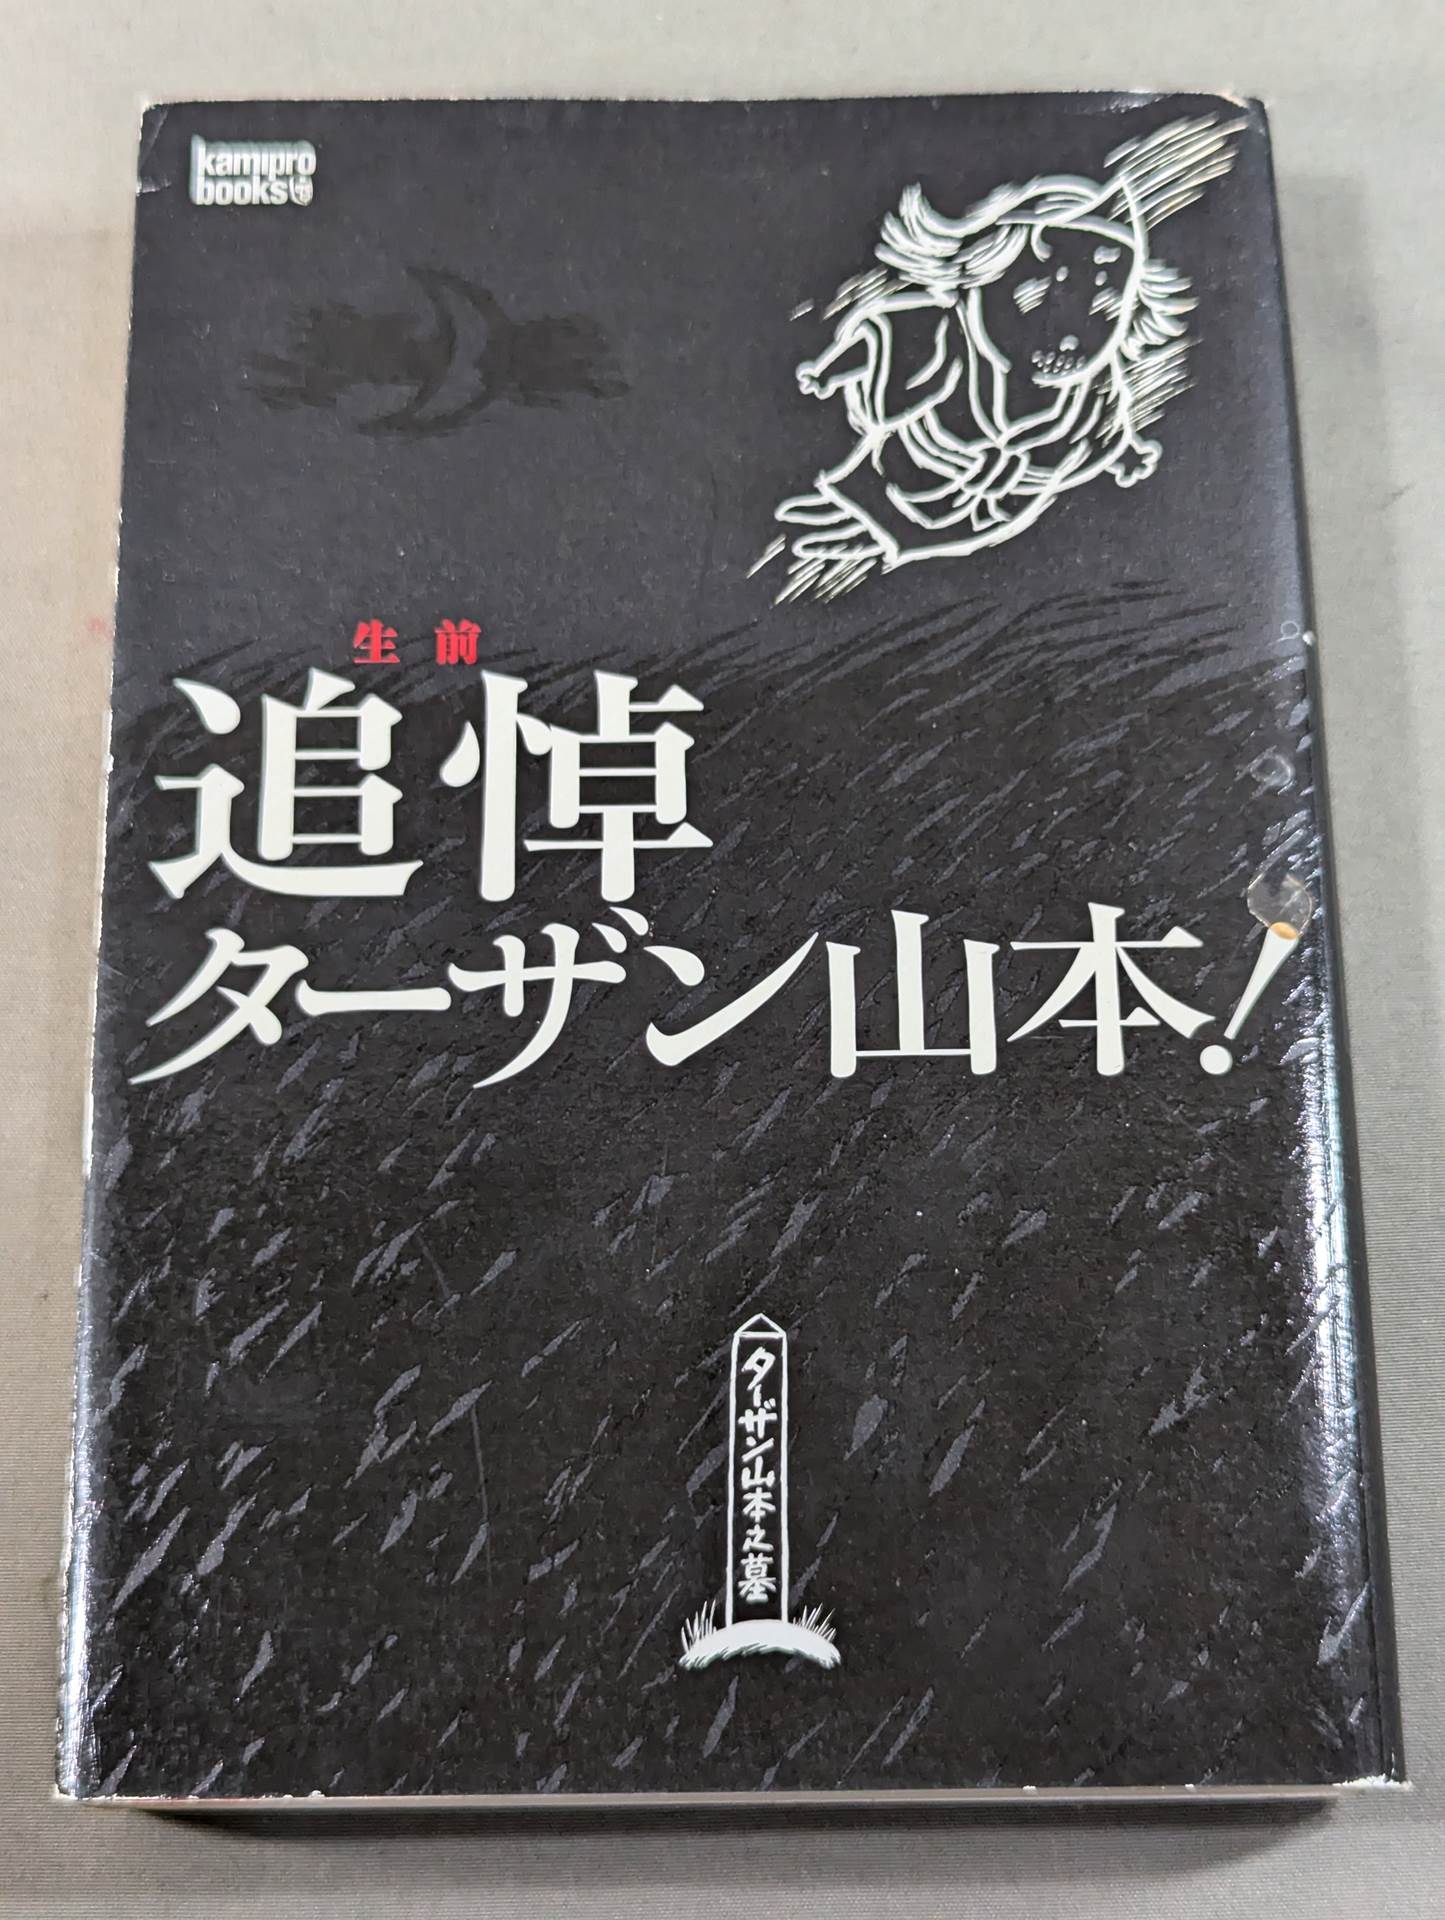 kamipro
books
生前
追悼
ターザン山本!
ターザン山本之墓